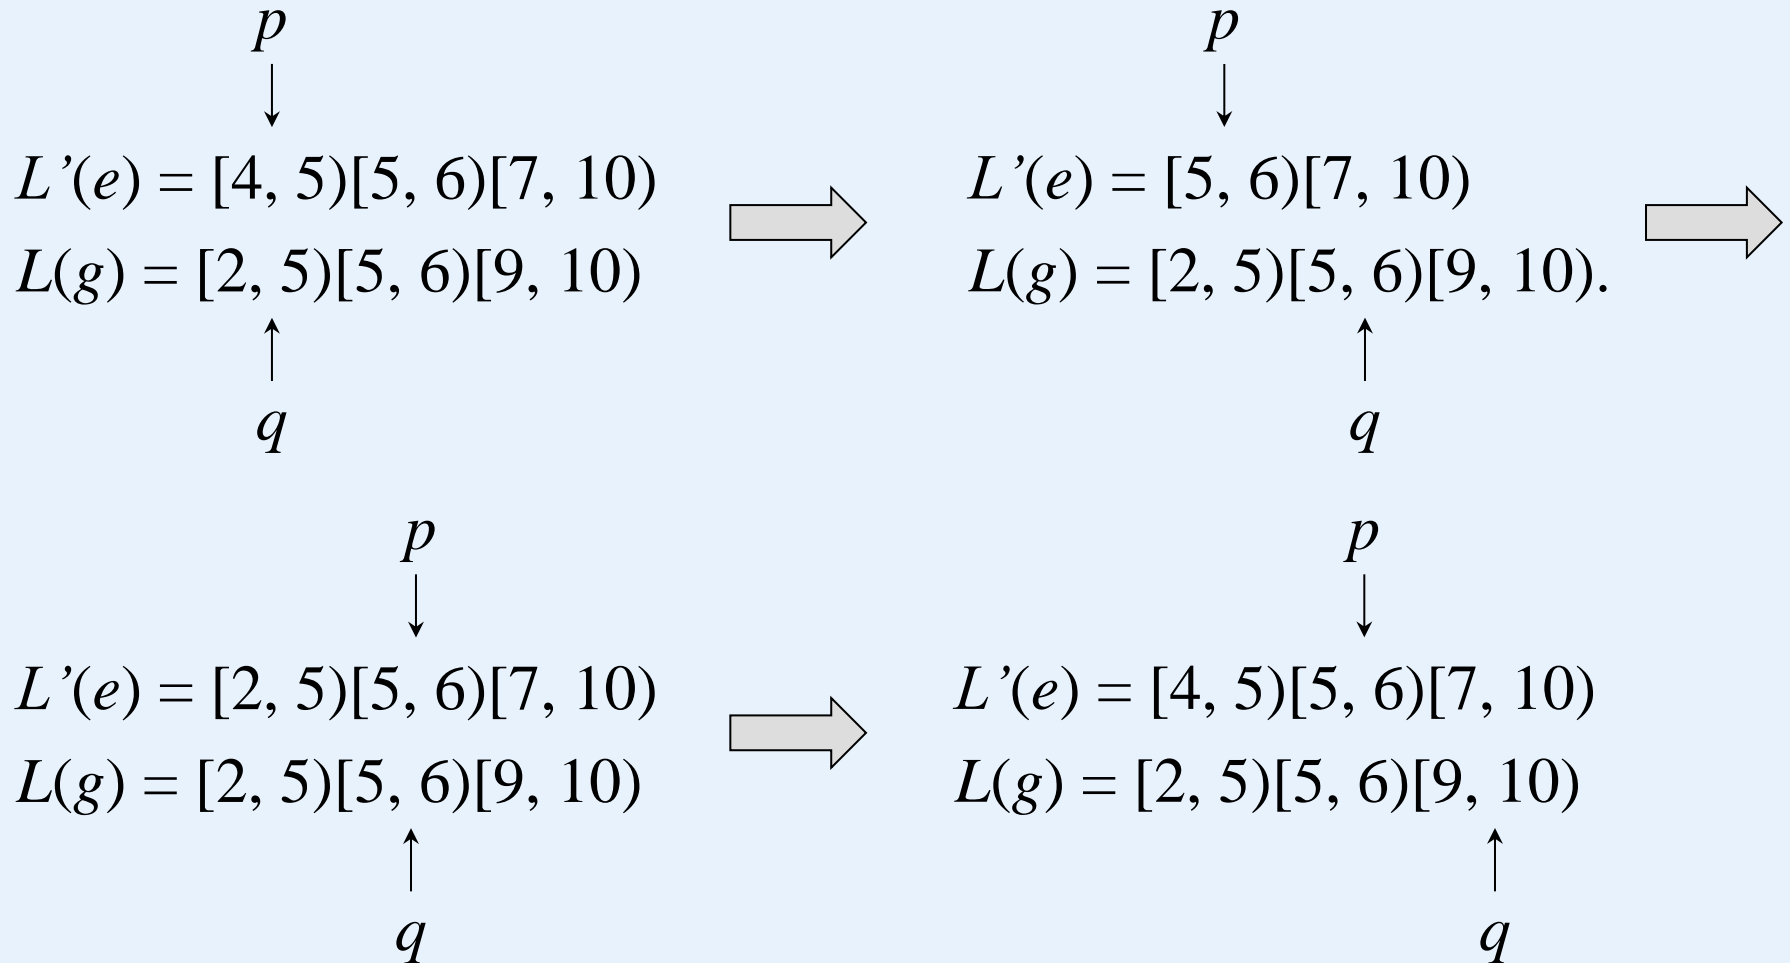 p
L’(e) = [4, 5)[5, 6)[7, 10)
L(g) = [2, 5)[5, 6)[9, 10)
q
p
L’(e) = [5, 6)[7, 10)
L(g) = [2, 5)[5, 6)[9, 10).
q
p
L’(e) = [2, 5)[5, 6)[7, 10)
L(g) = [2, 5)[5, 6)[9, 10)
q
p
L’(e) = [4, 5)[5, 6)[7, 10)
L(g) = [2, 5)[5, 6)[9, 10)
q